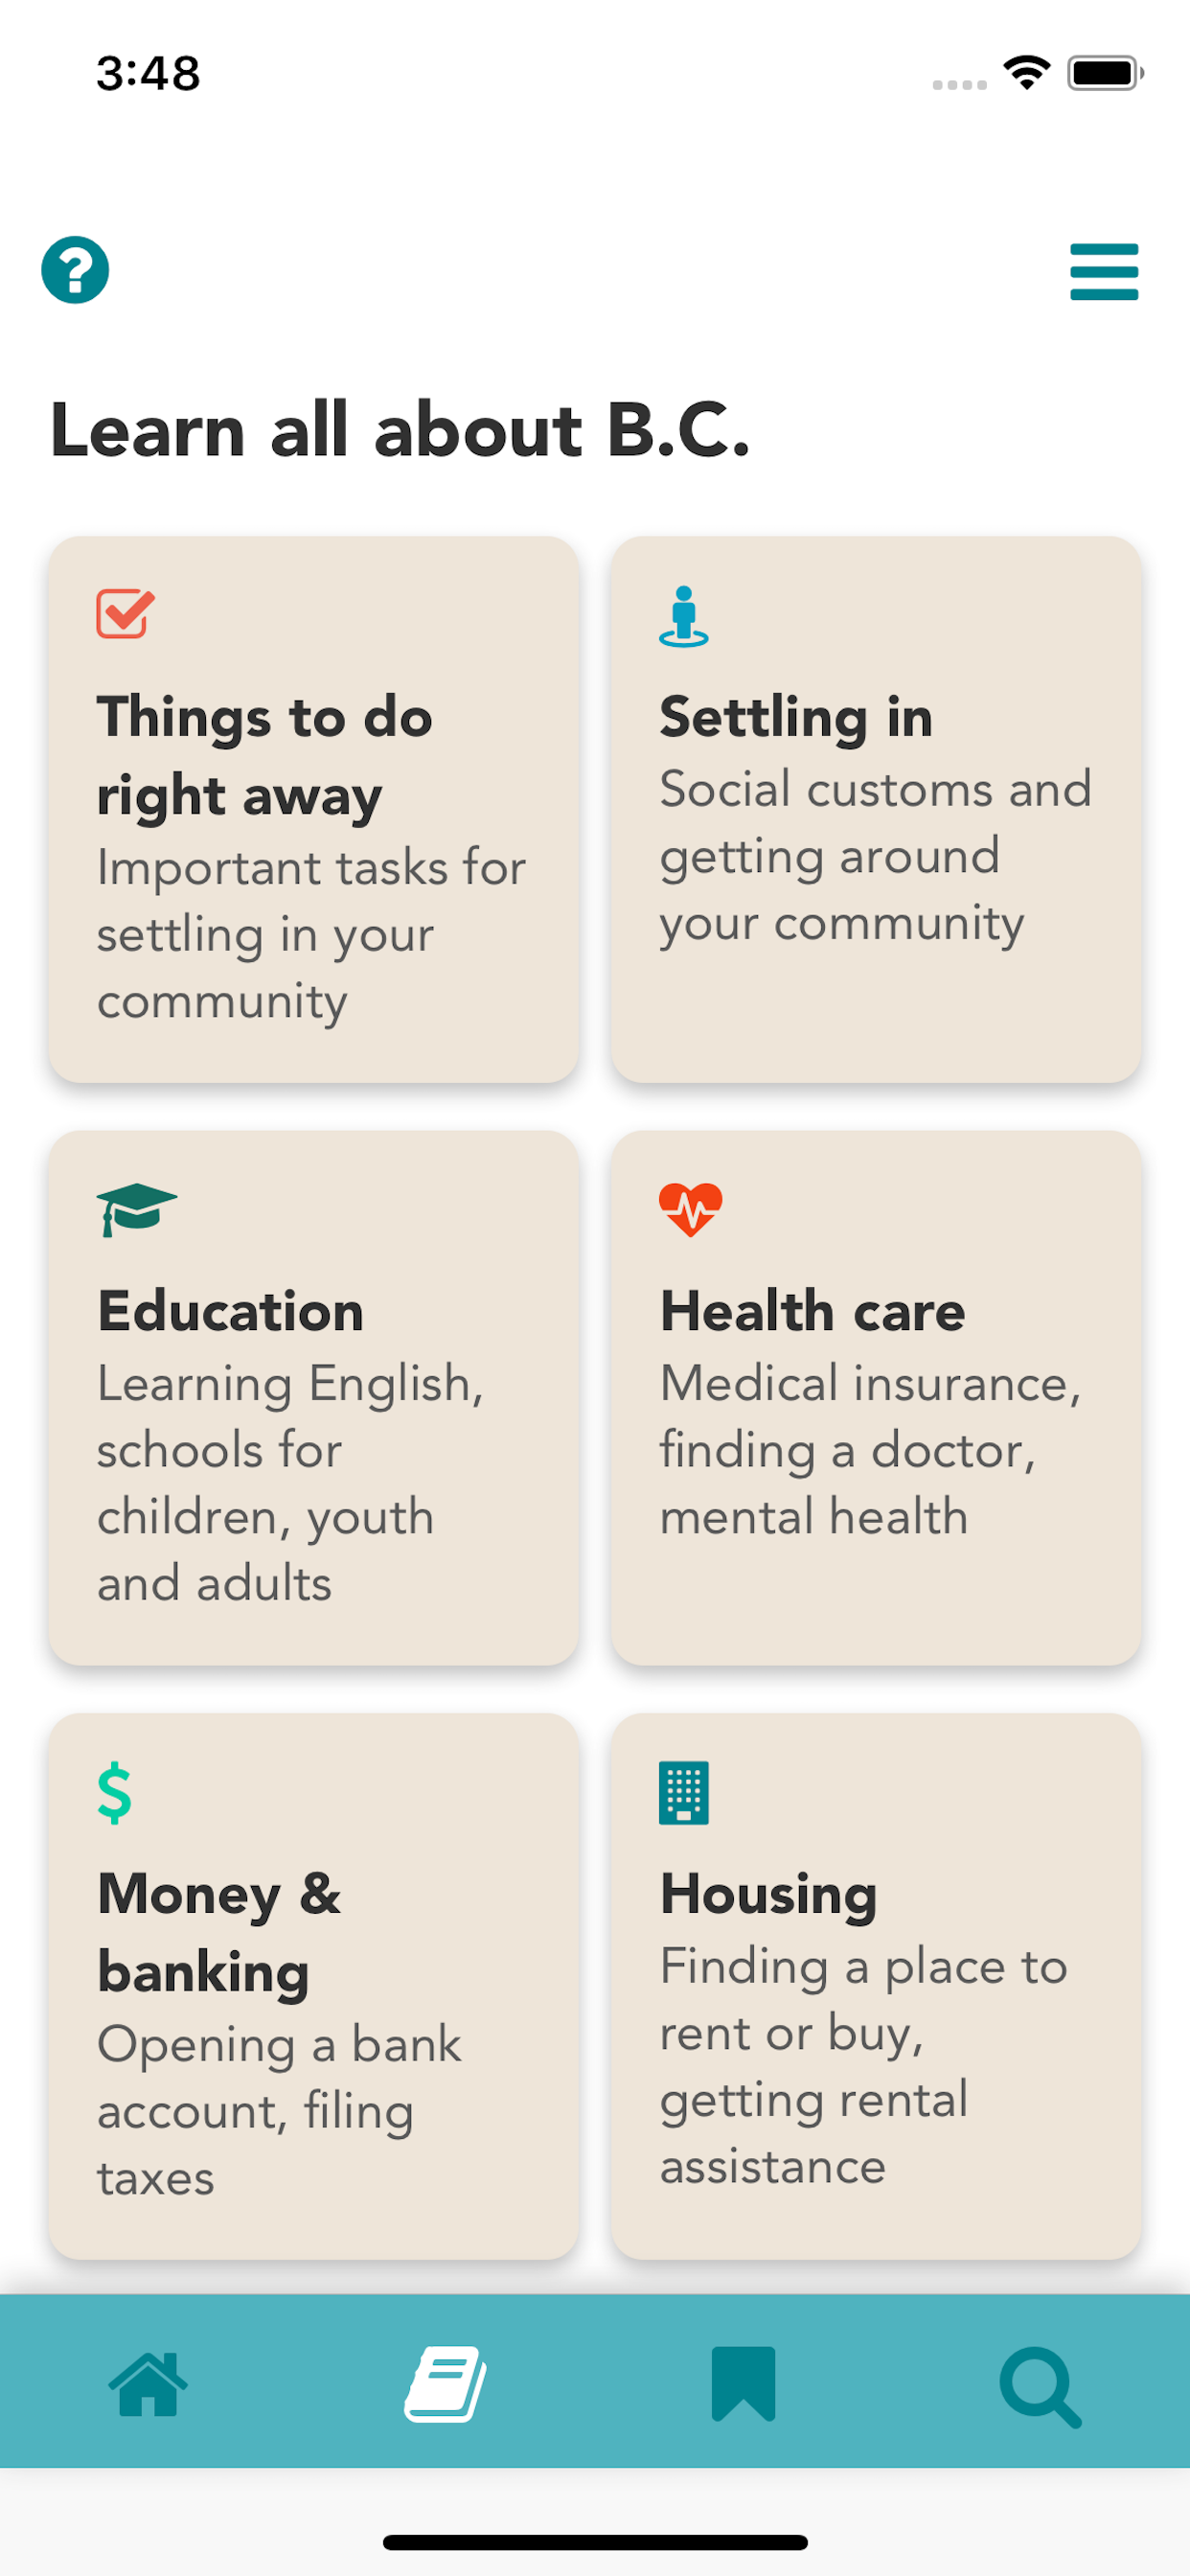 3:48
Learn all about B.C.
Things to do
right away
Important tasks for
settling in your
community
Settling in
Social customs and
getting around
your community
Education
Learning English,
schools for
children, youth
and adults
Health care
Medical insurance,
finding a doctor,
mental health
$
Money &
banking
Opening a bank
account, filing
taxes
Housing
Finding a place to
rent or buy,
getting rental
assistance